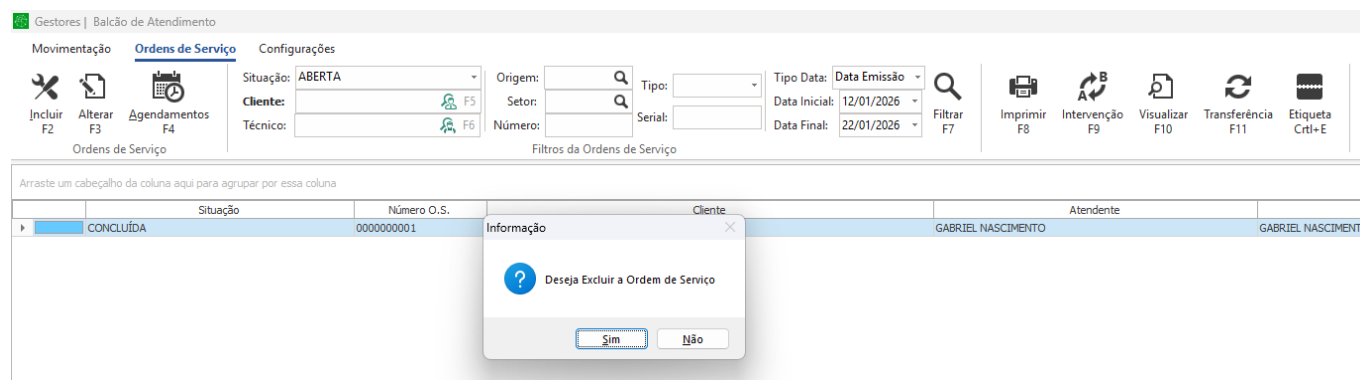 Gestores | Balcão de Atendimento
Movimentação Ordens de Serviço Configurações
Situação: ABERTA Origem: Tipo: Tipo Data: Data Emissão
Cliente: F5 Setor: Data Inicial: 12/01/2026
Técnico: F6 Número: Serial: Data Final: 22/01/2026
Incluir Alterar Agendamentos Filtrar Imprimir Intervenção Visualizar Transferência Etiqueta
F2 F3 F4 F7 F8 F9 F10 F11 Crtl+E
Ordens de Serviço Filtros da Ordens de Serviço
Arraste um cabeçalho da coluna aqui para agrupar por essa coluna
Situação Número O.S. Cliente Atendente
CONCLUÍDA 0000000001 GABRIEL NASCIMENTO GABRIEL NASCIMENT
Informação
Deseja Excluir a Ordem de Serviço
Sim Não